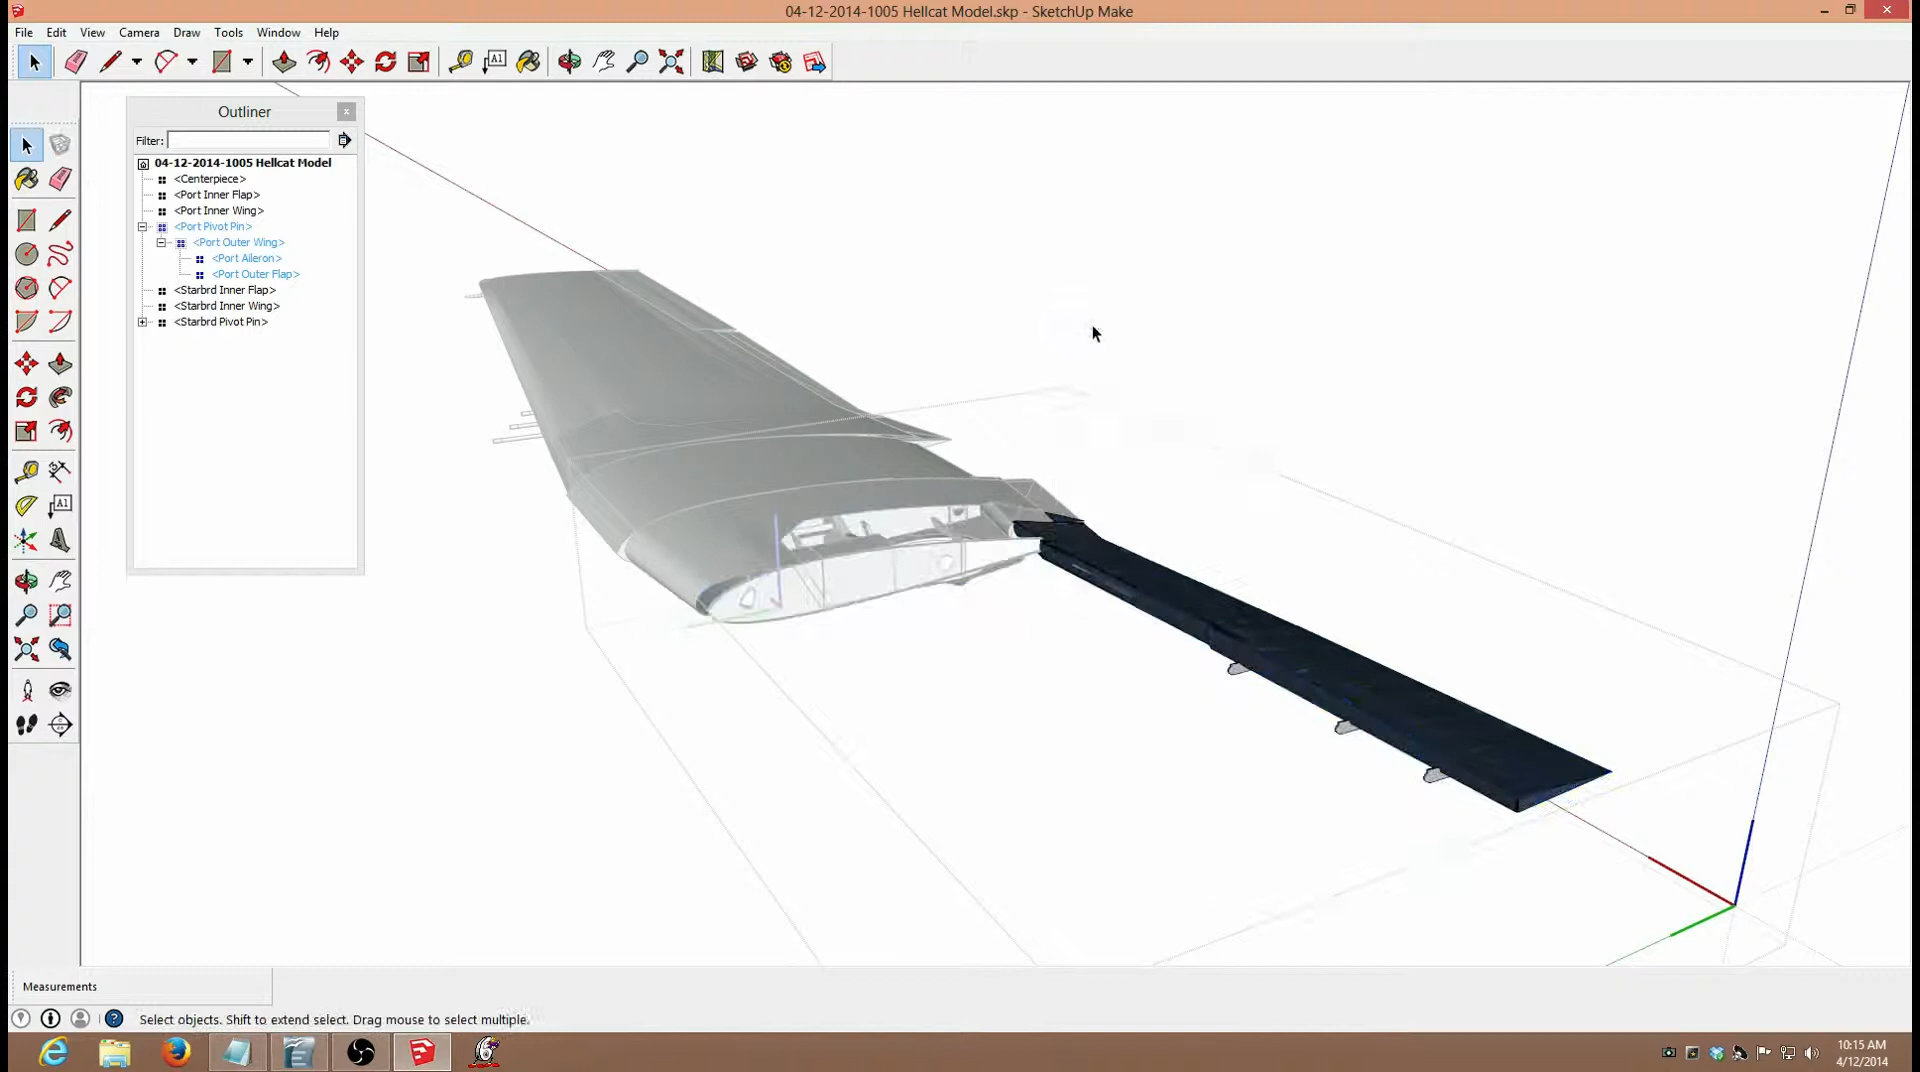 04-12-2014-1005 Hellcat Model.skp - SketchUp Make
File Edit View Camera Draw Tools Window Help
A1
Outliner
x
Filter:
04-12-2014-1005 Hellcat Model
<Centerpiece>
<Port Inner Flap>
<Port Inner Wing>
<Port Pivot Pin>
<Port Outer Wing>
<Port Aileron>
<Port Outer Flap>
<Starbrd Inner Flap>
<Starbrd Inner Wing>
<Starbrd Pivot Pin>
A1
Measurements
Select objects. Shift to extend select. Drag mouse to select multiple.
10:15 AM
4/12/2014